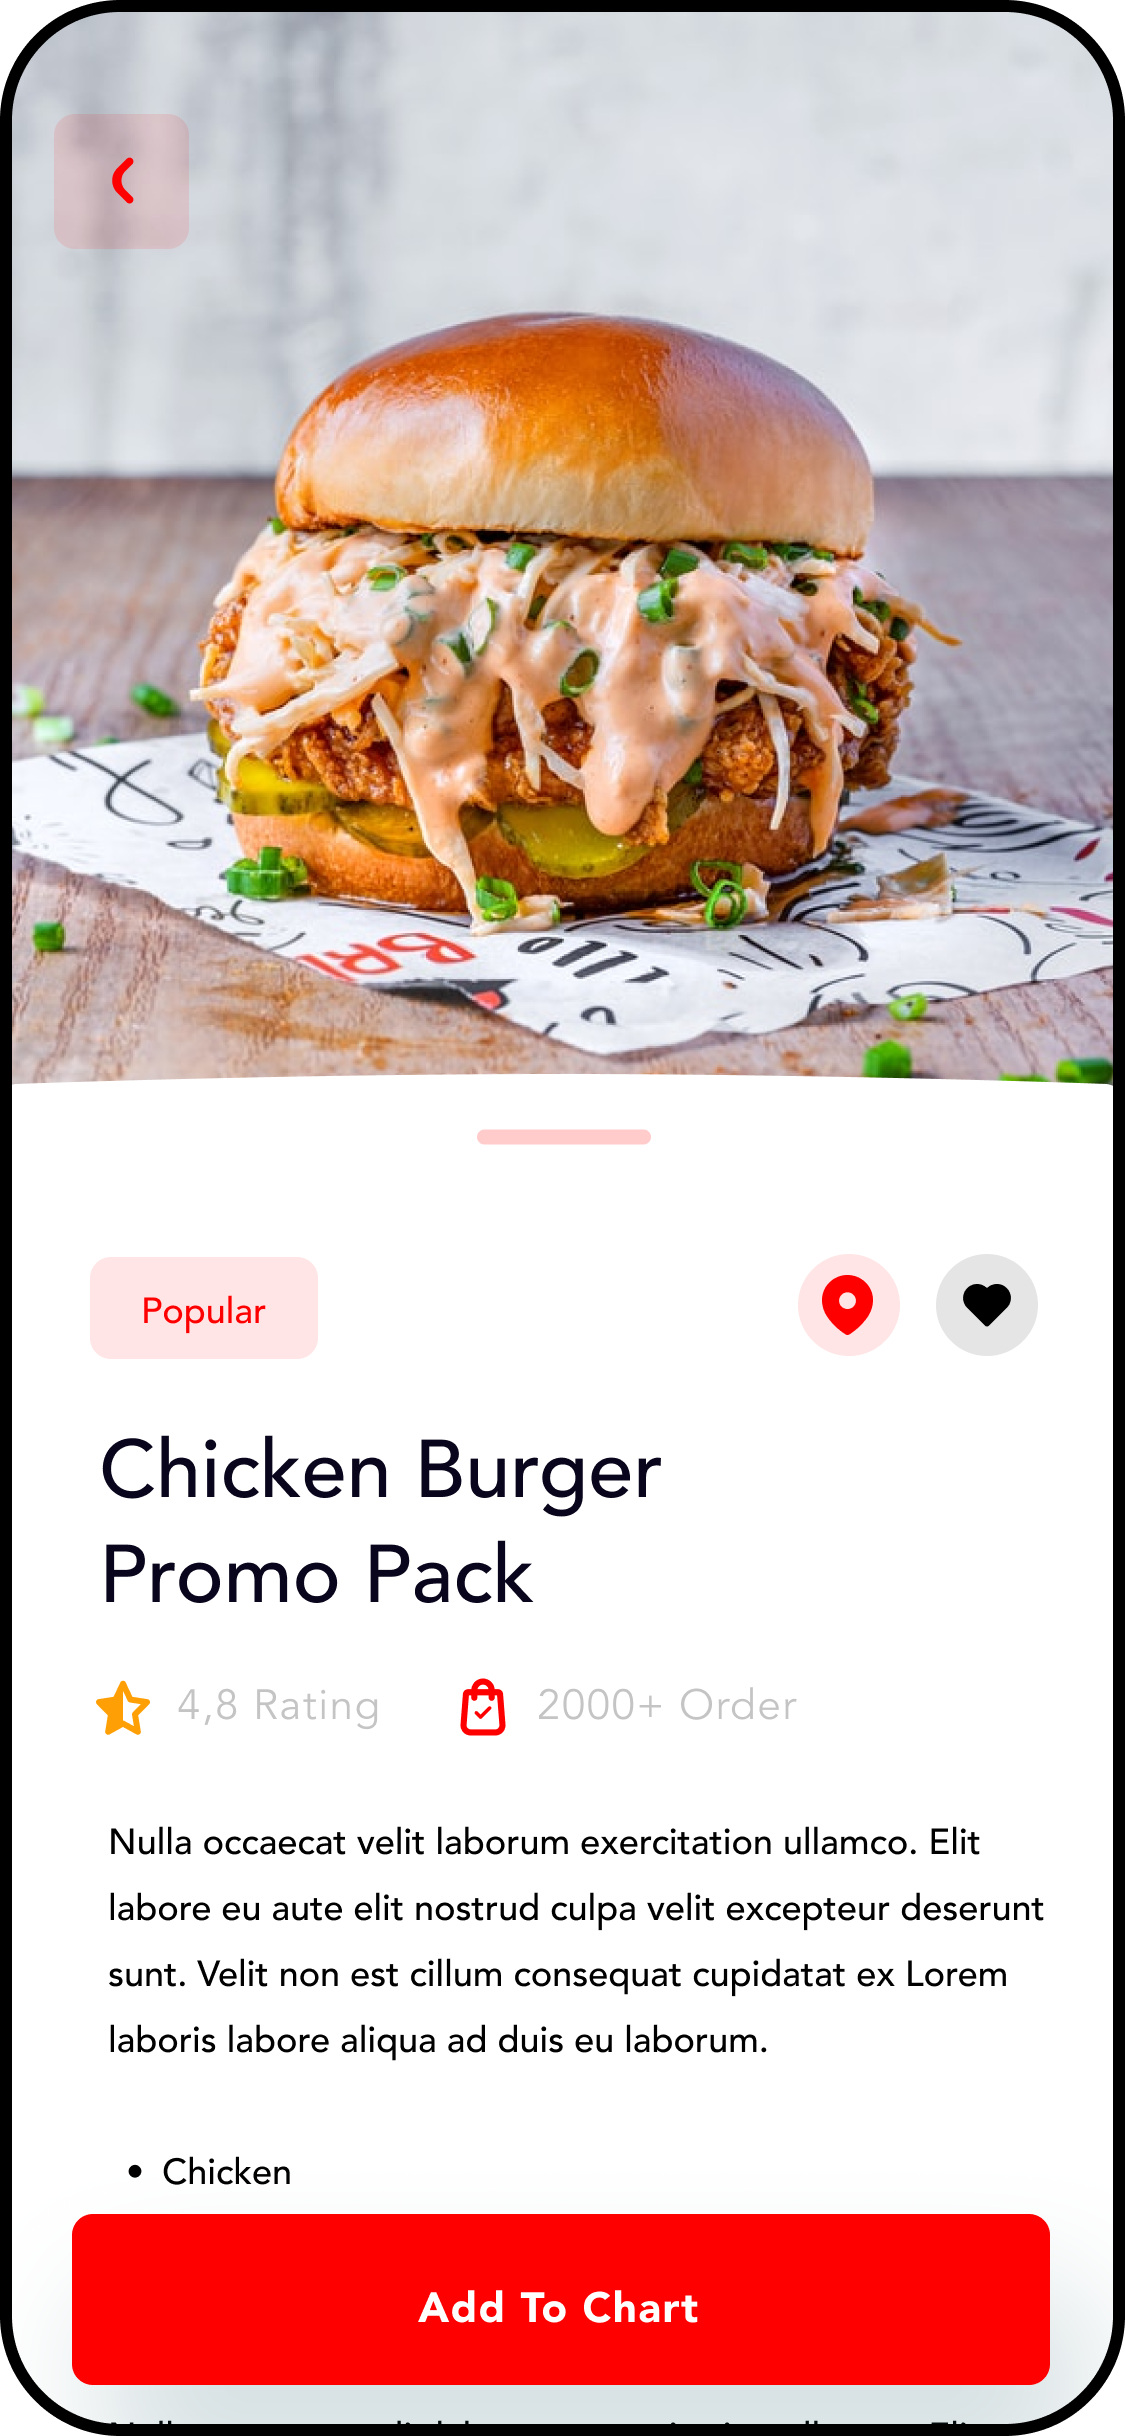 Popular
Chicken Burger
Promo Pack
4,8 Rating
2000+ Order
Nulla occaecat velit laborum exercitation ullamco. Elit
labore eu aute elit nostrud culpa velit excepteur deserunt
sunt. Velit non est cillum consequat cupidatat ex Lorem
laboris labore aliqua ad duis eu laborum.
• Chicken
Add To Chart